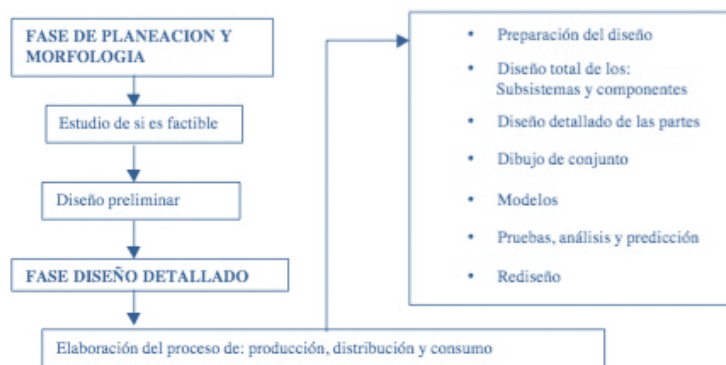 FASE DE PLANEACION Y
MORFOLOGIA
Estudio de si es factible
Diseño preliminar
FASE DISEÑO DETALLADO
Elaboración del proceso de: producción, distribución y consumo
• Preparación del diseño
• Diseño total de los:
Subsistemas y componentes
• Diseño detallado de las partes
• Dibujo de conjunto
• Modelos
• Pruebas, análisis y predicción
• Rediseño